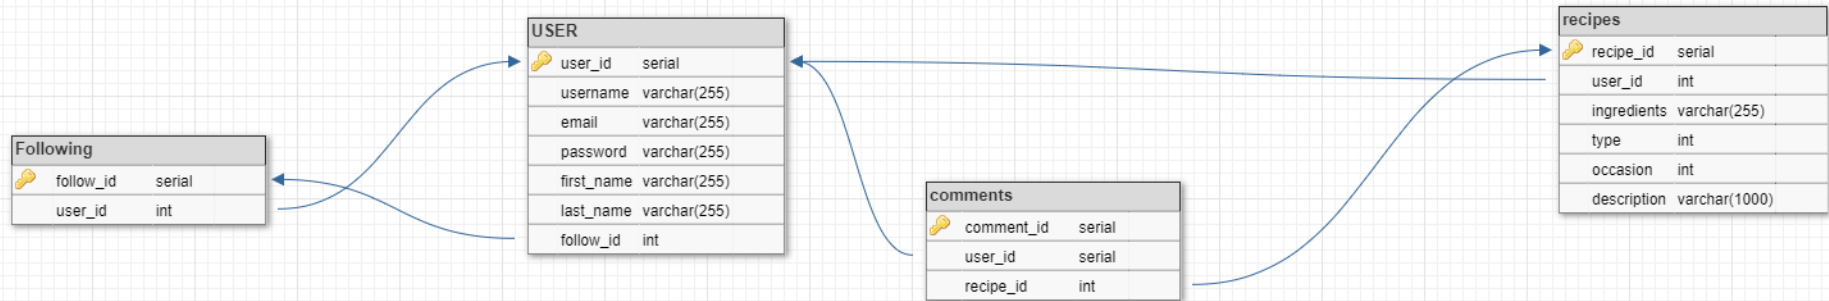 Following
follow_id serial
user_id int
USER
user_id serial
username varchar(255)
email varchar(255)
password varchar(255)
first_name varchar(255)
last_name varchar(255)
follow_id int
comments
comment_id serial
user_id serial
recipe_id int
recipes
recipe_id serial
user_id int
ingredients varchar(255)
type int
occasion int
description varchar(1000)